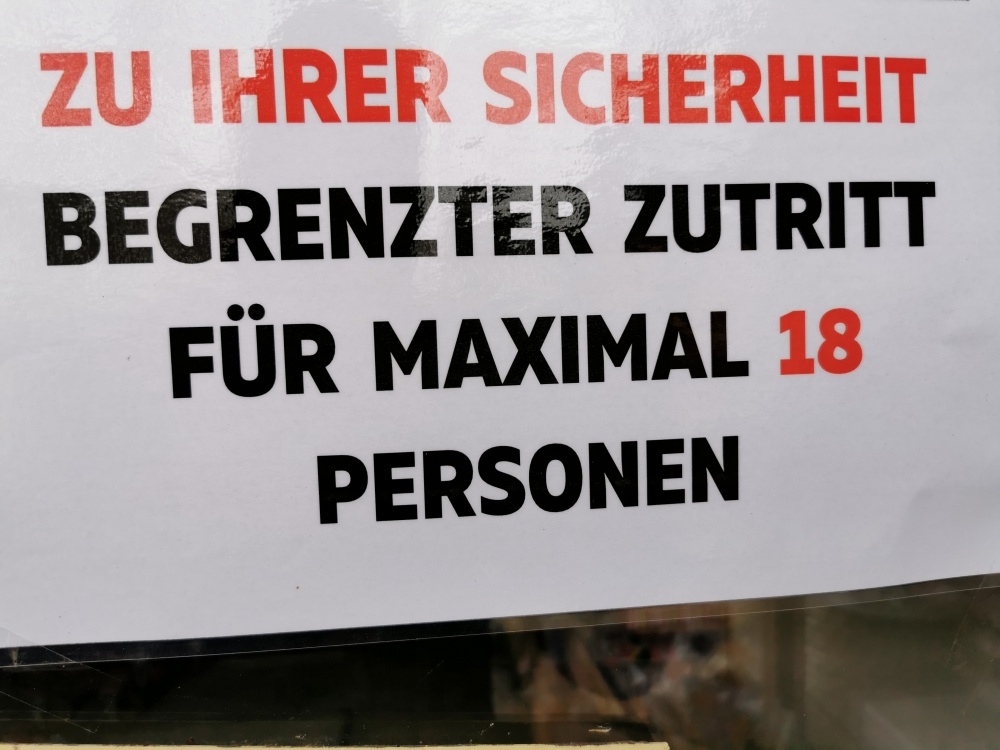 ZU IHRER SICHERHEIT
BEGRENZTER ZUTRITT
FÜR MAXIMAL 18
PERSONEN